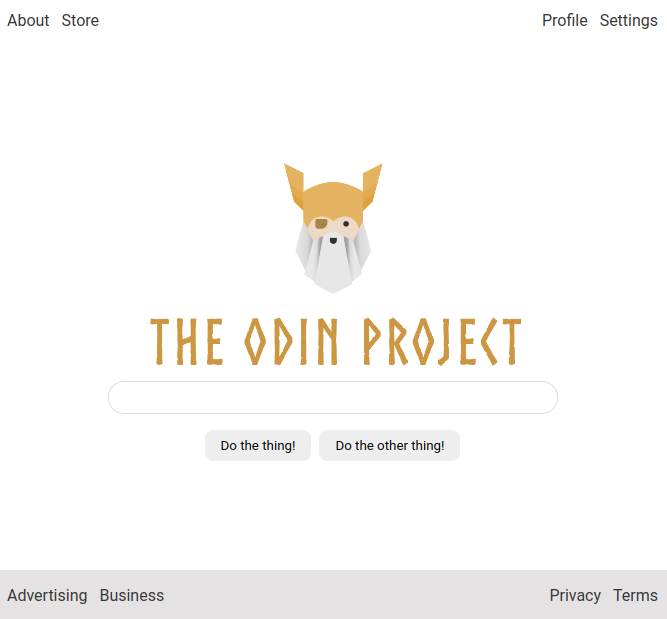 About Store Profile Settings
THE ODIN PROJECT
Do the thing! Do the other thing!
Advertising Business Privacy Terms